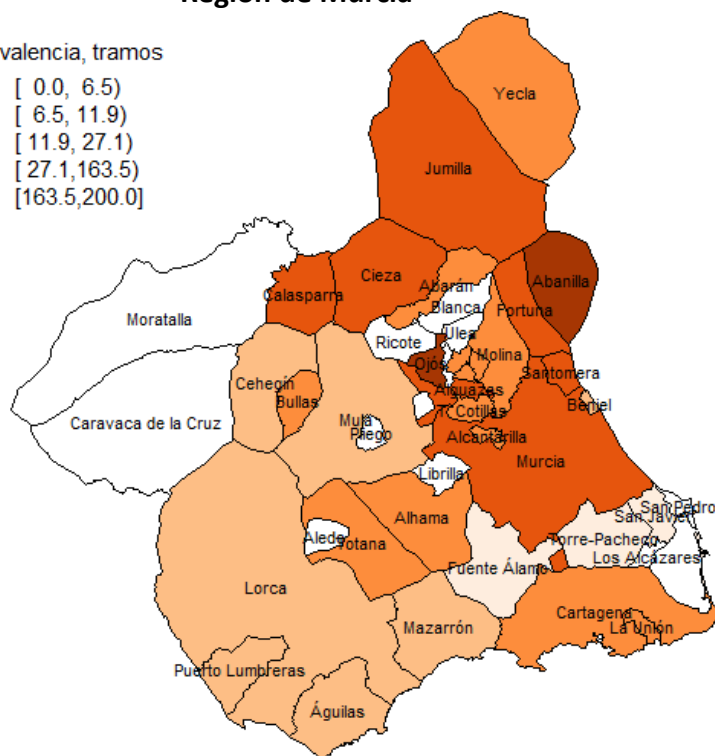 Región de Murcia
valencia, tramos
[ 0.0, 6.5)
[ 6.5, 11.9)
[ 11.9, 27.1)
[ 27.1,163.5)
[163.5,200.0]
Yecla
Jumilla
Cieza
Abarán
Abanilla
Calasparra
Blanca
Fortuna
Moratalla
Ulea
Ricote
Molina
Ojós
Santomera
Cehegín
Alguazas
Bullas
T. Cotillas
Beniel
Caravaca de la Cruz
Mula
Pliego
Alcantarilla
Murcia
Librilla
San Pedro
San Javier
Alhama
Torre-Pacheco
Aledo
Totana
Los Alcázares
Fuente Álamo
Lorca
Cartagena
Mazarrón
La Unión
Puerto Lumbreras
Águilas